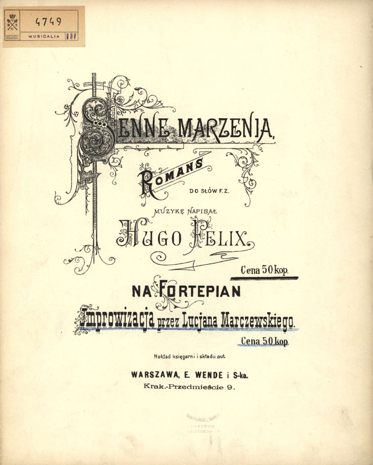 4749
MUZIKALIA
SENNE MARZENIA,
ROMANS
DO SŁÓW F. Z.
MUZYKĘ NAPISAŁ
HUGO FELIX.
Cena 50 kop.
NA FORTEPIAN
Improwizacja przez Lucjana Marczewskiego.
Cena 50 kop.
Nakład księgarni i składu nut
WARSZAWA, E. WENDE i S-ka.
Krak.-Przedmieście 9.